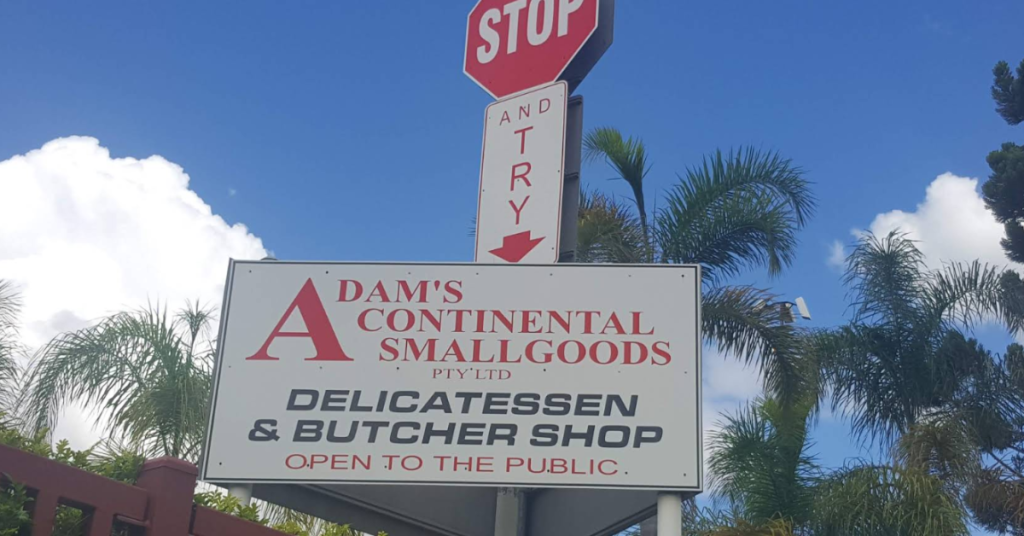 STOP
AND
TRY
ADAM'S
CONTINENTAL
SMALLGOODS
PTY LTD
DELICATESSEN
& BUTCHER SHOP
OPEN TO THE PUBLIC.